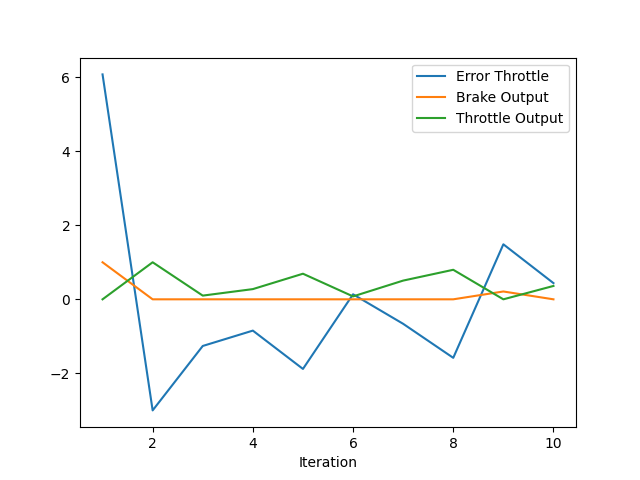 Error Throttle
Brake Output
Throttle Output
6
4
2
0
−2
2 4 6 8 10
Iteration